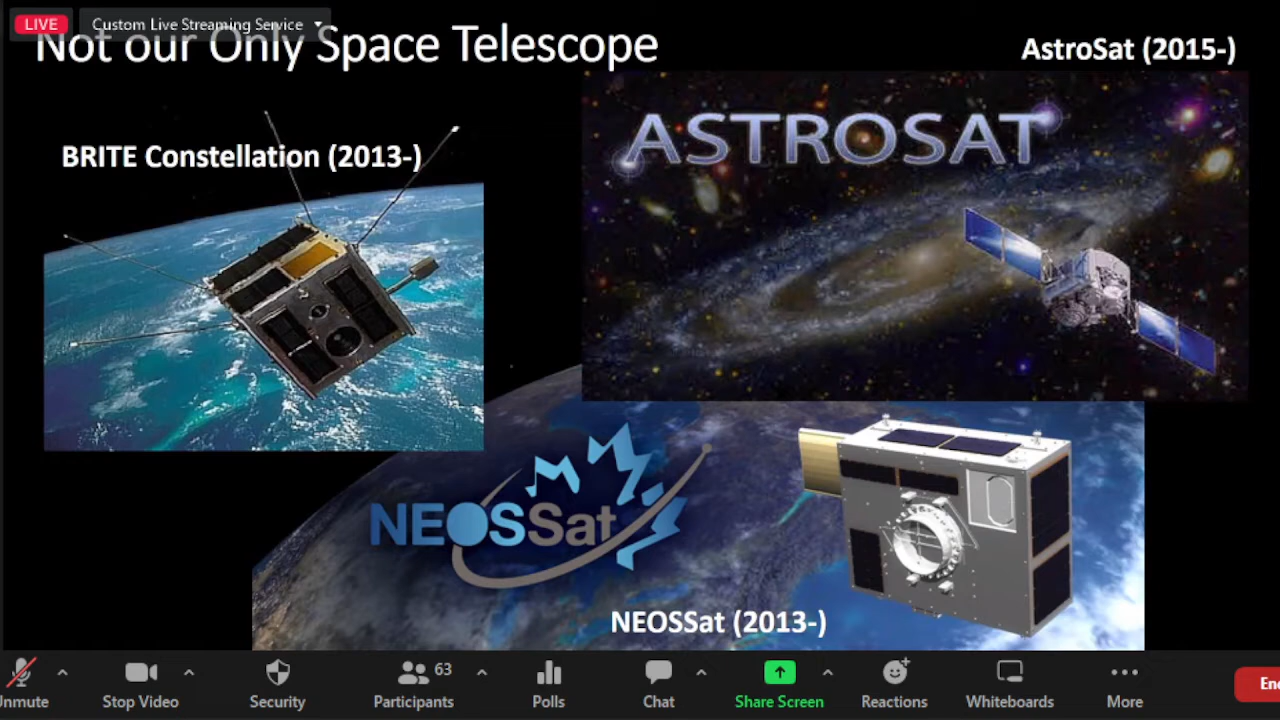 LIVE
Custom Live Streaming Service
Not our Only Space Telescope
AstroSat (2015-)
ASTROSAT
BRITE Constellation (2013-)
NEOSSat
NEOSSat (2013-)
63
Unmute
Stop Video
Security
Participants
Polls
Chat
Share Screen
Reactions
Whiteboards
More